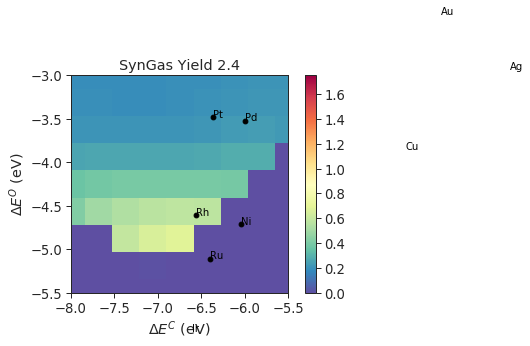 Au
SynGas Yield 2.4
Ag
−3.0
1.6
−3.5
Pt
Pd
1.4
1.2
Cu
−4.0
1.0
ΔE^O (eV)
0.8
−4.5
Rh
Ni
0.6
−5.0
Ru
0.4
0.2
−5.5
0.0
−8.0 −7.5 −7.0 −6.5 −6.0 −5.5
ΔE^C (eV)
Ir